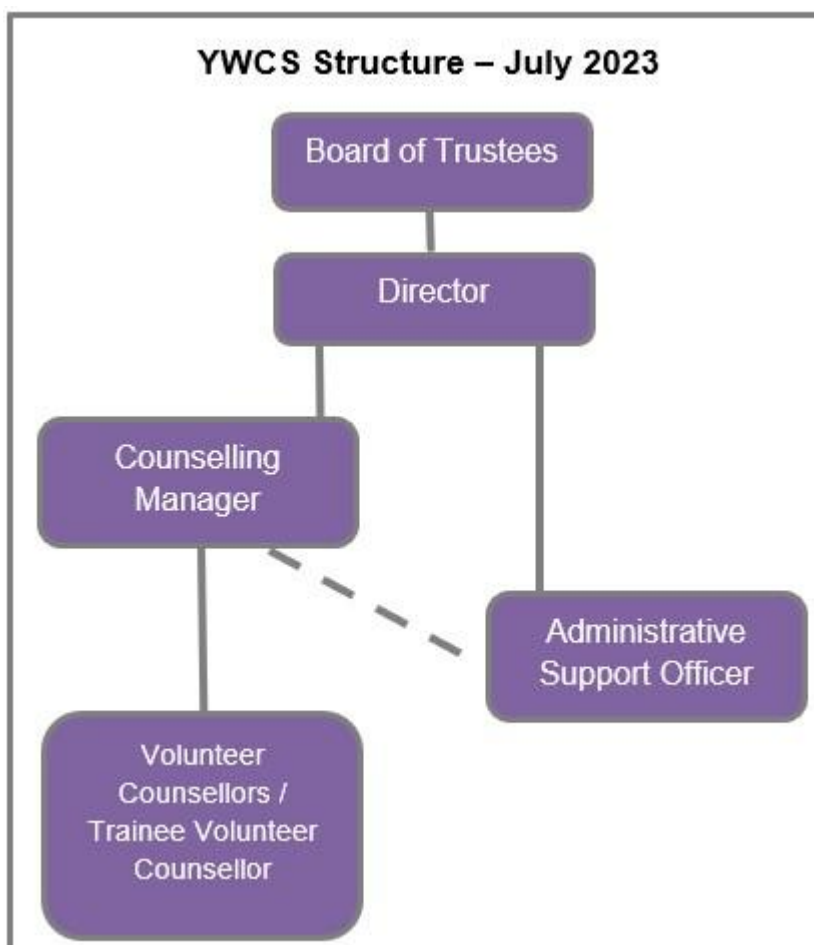 YWCS Structure – July 2023
Board of Trustees
Director
Counselling
Manager
Administrative
Support Officer
Volunteer
Counsellors /
Trainee Volunteer
Counsellor